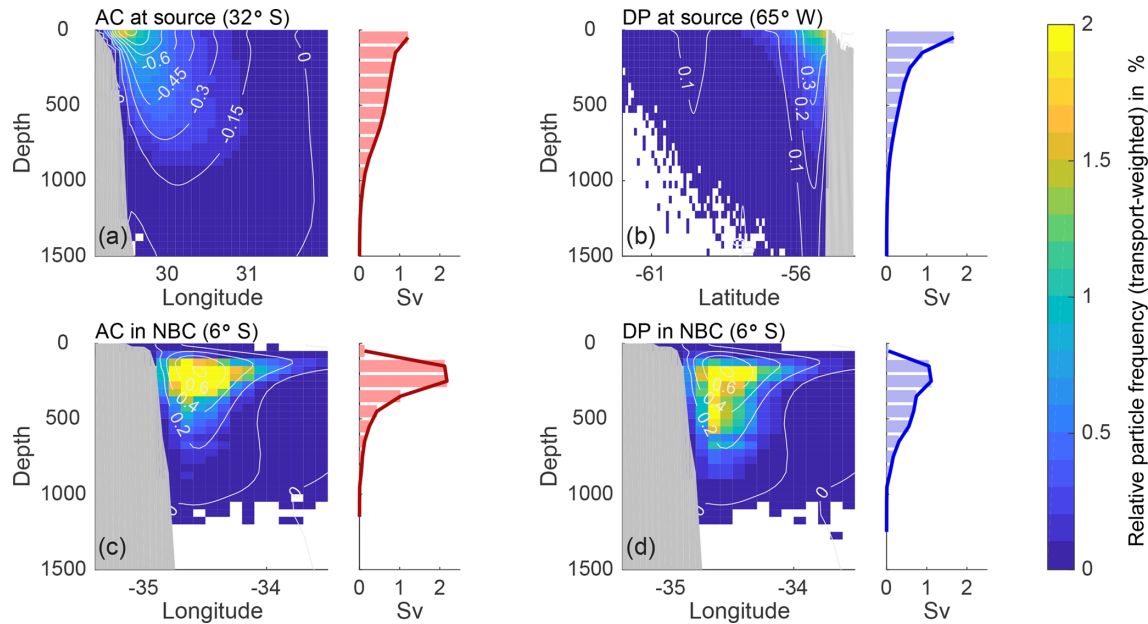 AC at source (32° S)
0
500
1000
1500
Depth
-0.6
-0.45
-0.3
-0.15
0
(a)
30
31
Longitude
0
1
2
Sv
DP at source (65° W)
0
500
1000
1500
Depth
0.1
0.3
0.2
0.1
(b)
-61
-56
Latitude
0
1
2
Sv
AC in NBC (6° S)
0
500
1000
1500
Depth
0.6
0.4
0.2
0
0
(c)
-35
-34
Longitude
0
1
2
Sv
DP in NBC (6° S)
0
500
1000
1500
Depth
0.6
0.4
0.2
0
0
(d)
-35
-34
Longitude
0
1
2
Sv
2
1.5
1
0.5
0
Relative particle frequency (transport-weighted) in %